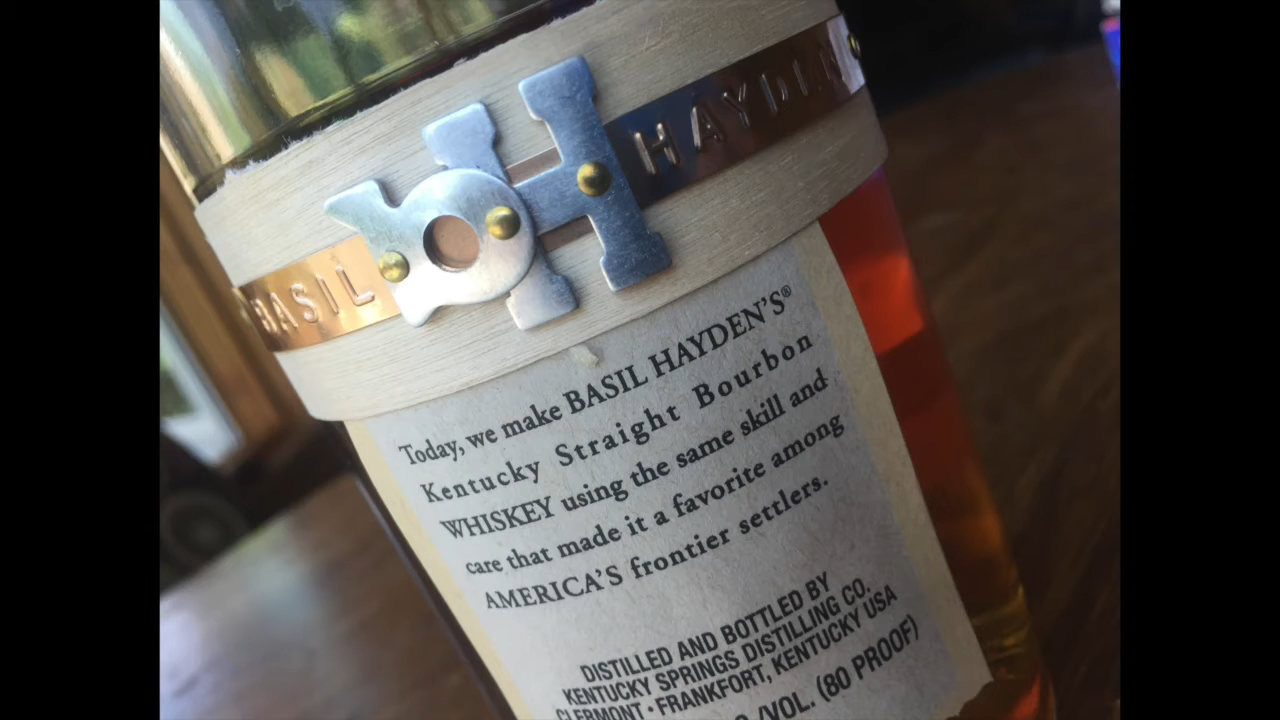 BASIL HAYDEN
Today, we make BASIL HAYDEN'S®
Kentucky Straight Bourbon
WHISKEY using the same skill and
care that made it a favorite among
AMERICA'S frontier settlers.
DISTILLED AND BOTTLED BY
KENTUCKY SPRINGS DISTILLING CO.
CLERMONT • FRANKFORT, KENTUCKY USA
/VOL. (80 PROOF)